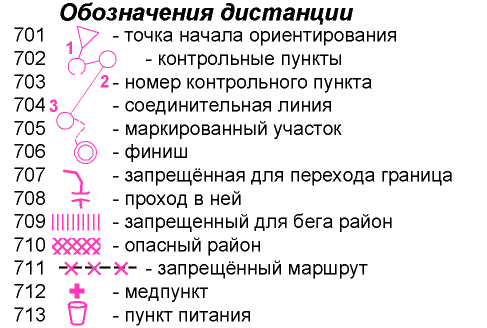 Обозначения дистанции
701 - точка начала ориентирования
702 1 - контрольные пункты
703 2 - номер контрольного пункта
704 3 - соединительная линия
705 - маркированный участок
706 - финиш
707 - запрещённая для перехода граница
708 - проход в ней
709 - запрещенный для бега район
710 - опасный район
711 - запрещённый маршрут
712 - медпункт
713 - пункт питания